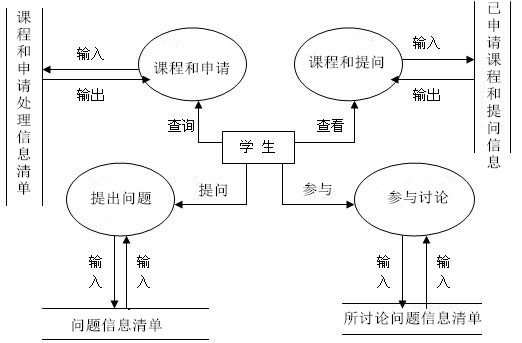 课程和申请处理信息清单
输入
输出
课程和申请
课程和提问
输入
输出
已申请课程和提问信息
查询
学 生
查看
提出问题
提问
参与
参与讨论
输入
输入
输入
输入
问题信息清单
所讨论问题信息清单